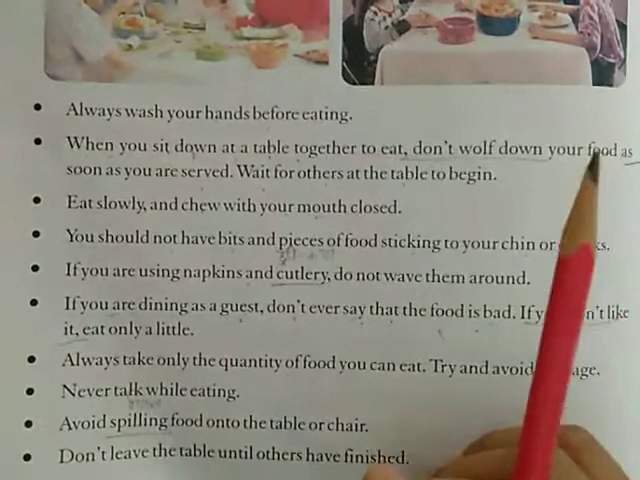 Always wash your hands before eating.
When you sit down at a table together to eat, don't wolf down your food as
soon as you are served. Wait for others at the table to begin.
Eat slowly, and chew with your mouth closed.
You should not have bits and pieces of food sticking to your chin or
If you are using napkins and cutlery, do not wave them around.
If you are dining as a guest, don't ever say that the food is bad. If like
it, eat only a little.
Always take only the quantity of food you can eat. Try and avoid
Never talk while eating.
Avoid spilling food onto the table or chair.
Don't leave the table until others have finished.